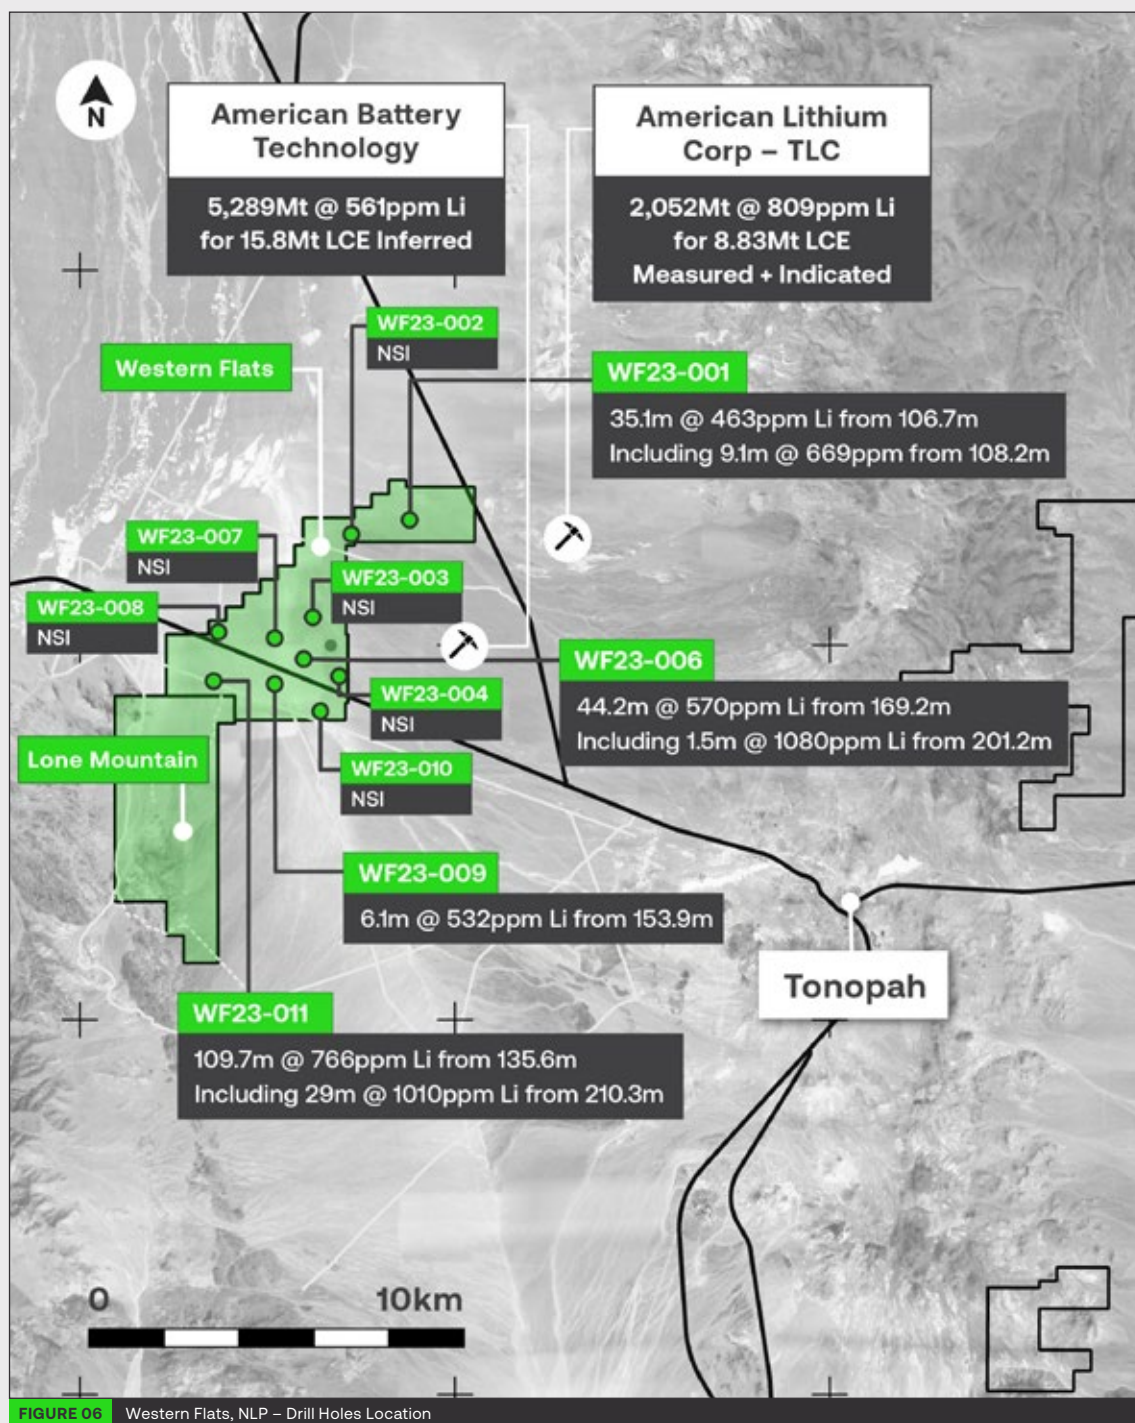 N
American Battery
Technology
5,289Mt @ 561ppm Li
for 15.8Mt LCE Inferred
American Lithium
Corp – TLC
2,052Mt @ 809ppm Li
for 8.83Mt LCE
Measured + Indicated
WF23-002
NSI
Western Flats
WF23-001
35.1m @ 463ppm Li from 106.7m
Including 9.1m @ 669ppm from 108.2m
WF23-007
NSI
WF23-003
NSI
WF23-008
NSI
WF23-006
44.2m @ 570ppm Li from 169.2m
Including 1.5m @ 1080ppm Li from 201.2m
WF23-004
NSI
Lone Mountain
WF23-010
NSI
WF23-009
6.1m @ 532ppm Li from 153.9m
Tonopah
WF23-011
109.7m @ 766ppm Li from 135.6m
Including 29m @ 1010ppm Li from 210.3m
0 10km
FIGURE 06 Western Flats, NLP – Drill Holes Location